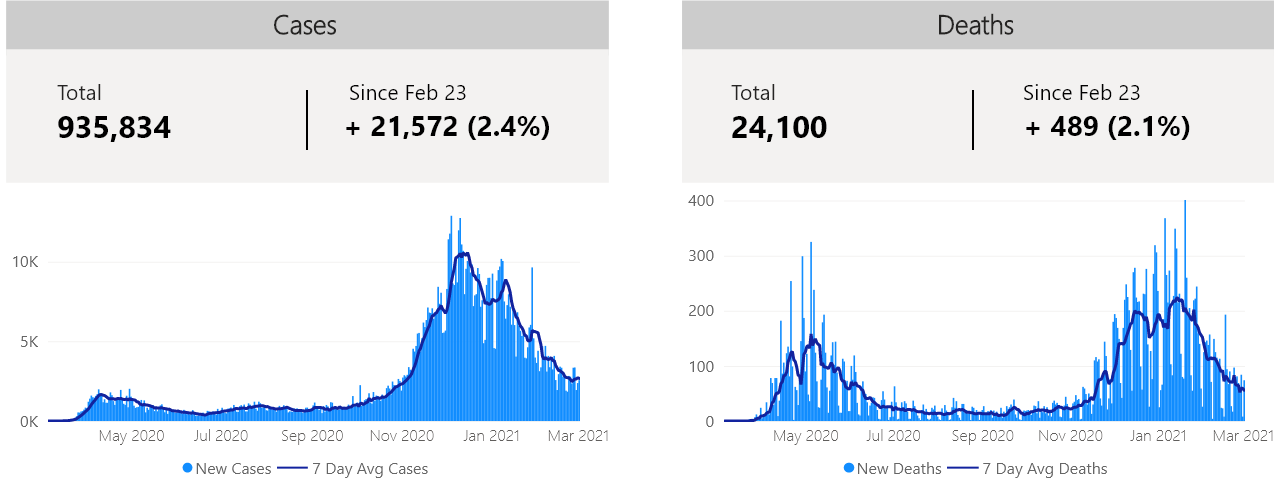 Cases
Total
Since Feb 23
935,834
+ 21,572 (2.4%)
10K
5K
0K
May 2020 Jul 2020 Sep 2020 Nov 2020 Jan 2021 Mar 2021
New Cases 7 Day Avg Cases
Deaths
Total
Since Feb 23
24,100
+ 489 (2.1%)
400
300
200
100
0
May 2020 Jul 2020 Sep 2020 Nov 2020 Jan 2021 Mar 2021
New Deaths 7 Day Avg Deaths